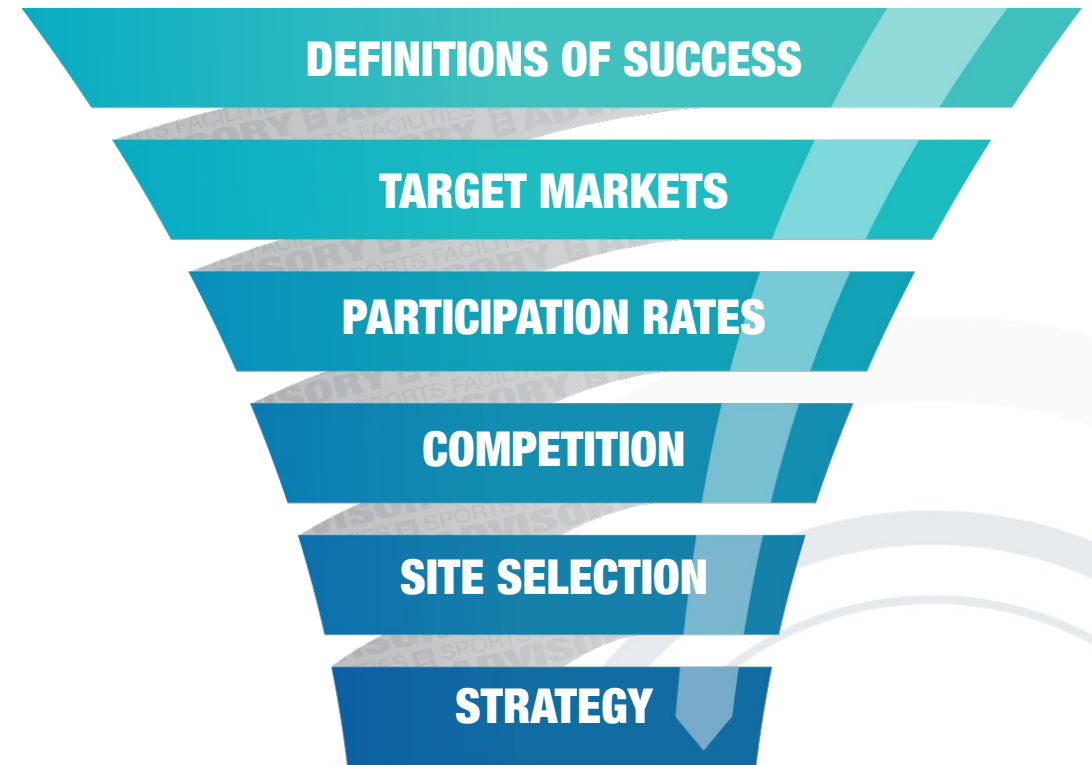 DEFINITIONS OF SUCCESS
TARGET MARKETS
PARTICIPATION RATES
COMPETITION
SITE SELECTION
STRATEGY